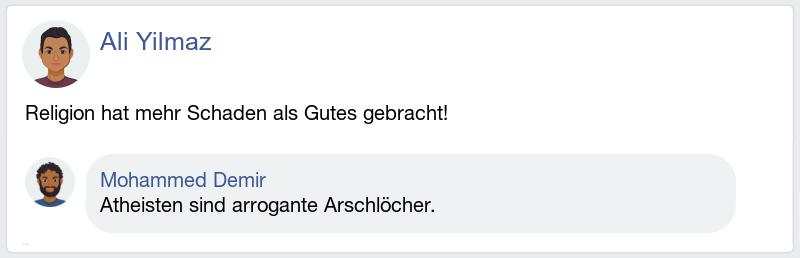 Ali Yilmaz
Religion hat mehr Schaden als Gutes gebracht!
Mohammed Demir
Atheisten sind arrogante Arschlöcher.